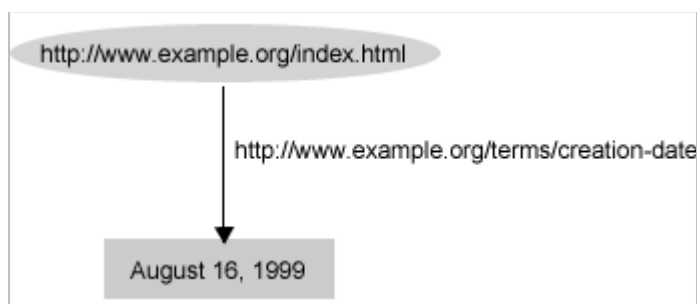 http://www.example.org/index.html
http://www.example.org/terms/creation-date
August 16, 1999